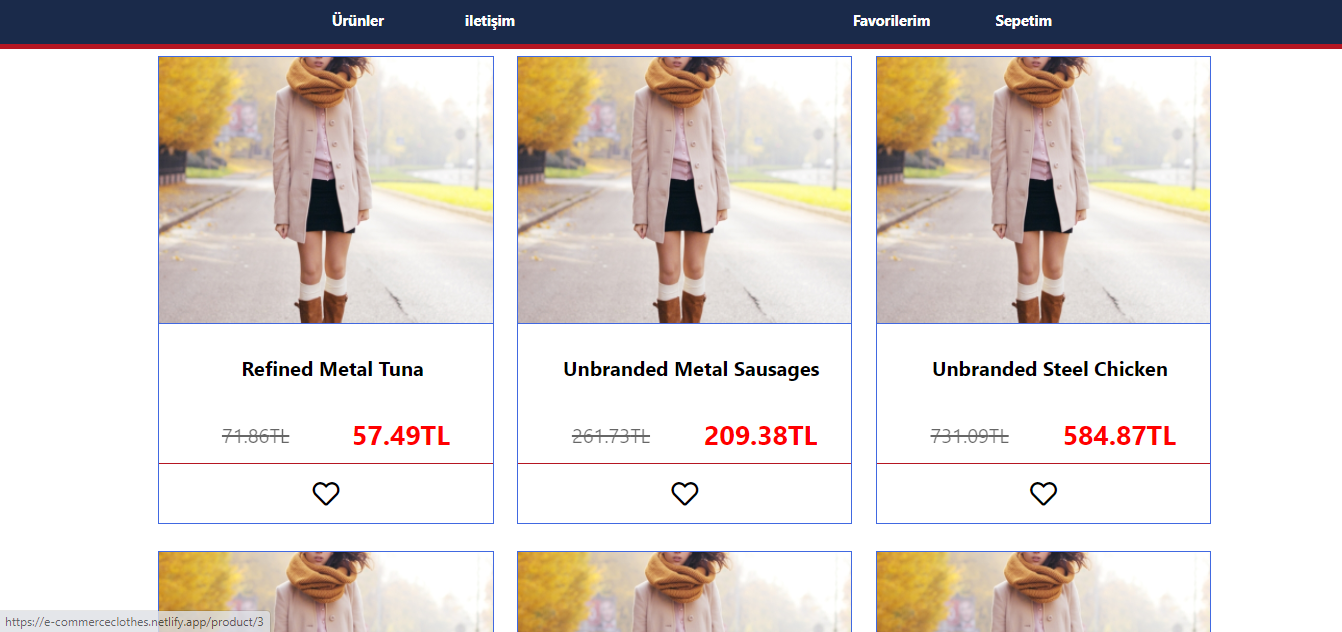 Ürünler iletişim Favorilerim Sepetim
Refined Metal Tuna
71.86TL 57.49TL
Unbranded Metal Sausages
261.73TL 209.38TL
Unbranded Steel Chicken
731.09TL 584.87TL
https://e-commerceclothes.netlify.app/product/3